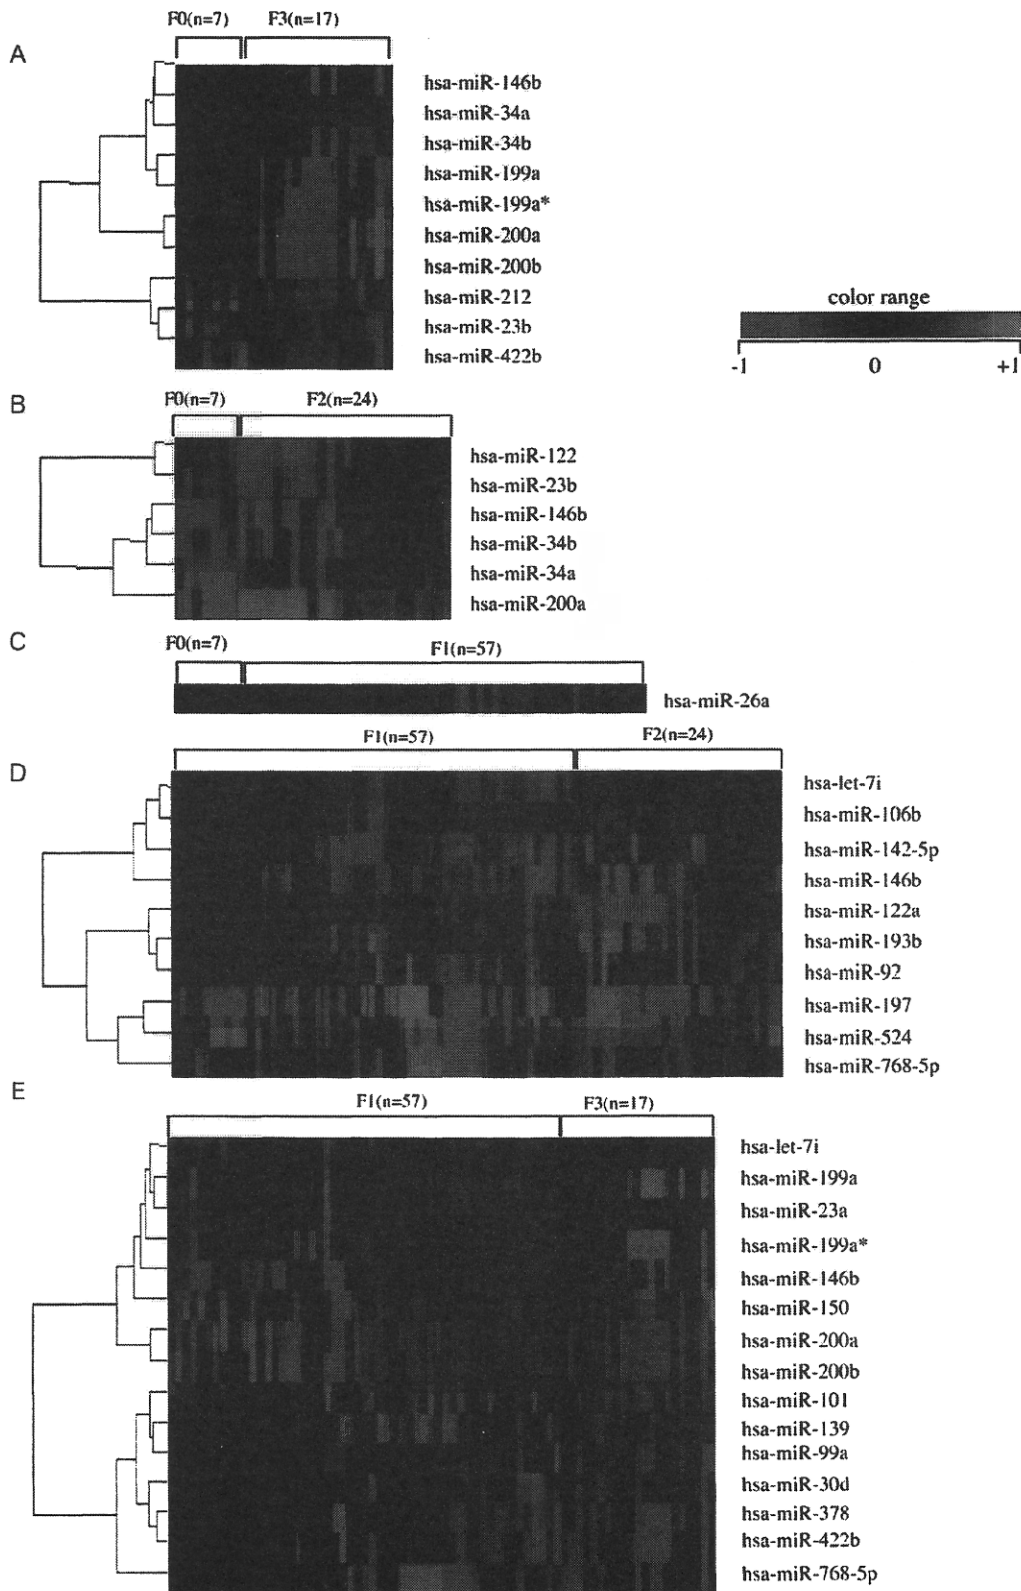 A
F0(n=7) F3(n=17)
hsa-miR-146b
hsa-miR-34a
hsa-miR-34b
hsa-miR-199a
hsa-miR-199a*
hsa-miR-200a
hsa-miR-200b
hsa-miR-212
hsa-miR-23b
hsa-miR-422b
color range
-1 0 +1
B
F0(n=7) F2(n=24)
hsa-miR-122
hsa-miR-23b
hsa-miR-146b
hsa-miR-34b
hsa-miR-34a
hsa-miR-200a
C
F0(n=7) F1(n=57)
hsa-miR-26a
D
F1(n=57) F2(n=24)
hsa-let-7i
hsa-miR-106b
hsa-miR-142-5p
hsa-miR-146b
hsa-miR-122a
hsa-miR-193b
hsa-miR-92
hsa-miR-197
hsa-miR-524
hsa-miR-768-5p
E
F1(n=57) F3(n=17)
hsa-let-7i
hsa-miR-199a
hsa-miR-23a
hsa-miR-199a*
hsa-miR-146b
hsa-miR-150
hsa-miR-200a
hsa-miR-200b
hsa-miR-101
hsa-miR-139
hsa-miR-99a
hsa-miR-30d
hsa-miR-378
hsa-miR-422b
hsa-miR-768-5p